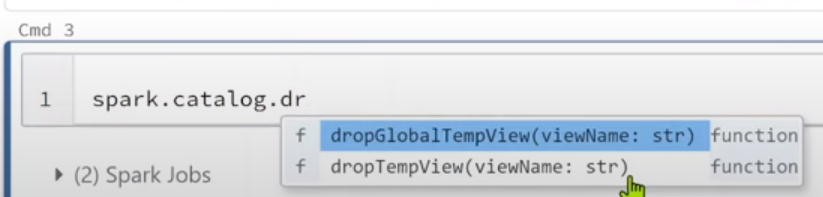 Cmd 3
1 spark.catalog.dr
f dropGlobalTempView(viewName: str) function
f dropTempView(viewName: str) function
(2) Spark Jobs